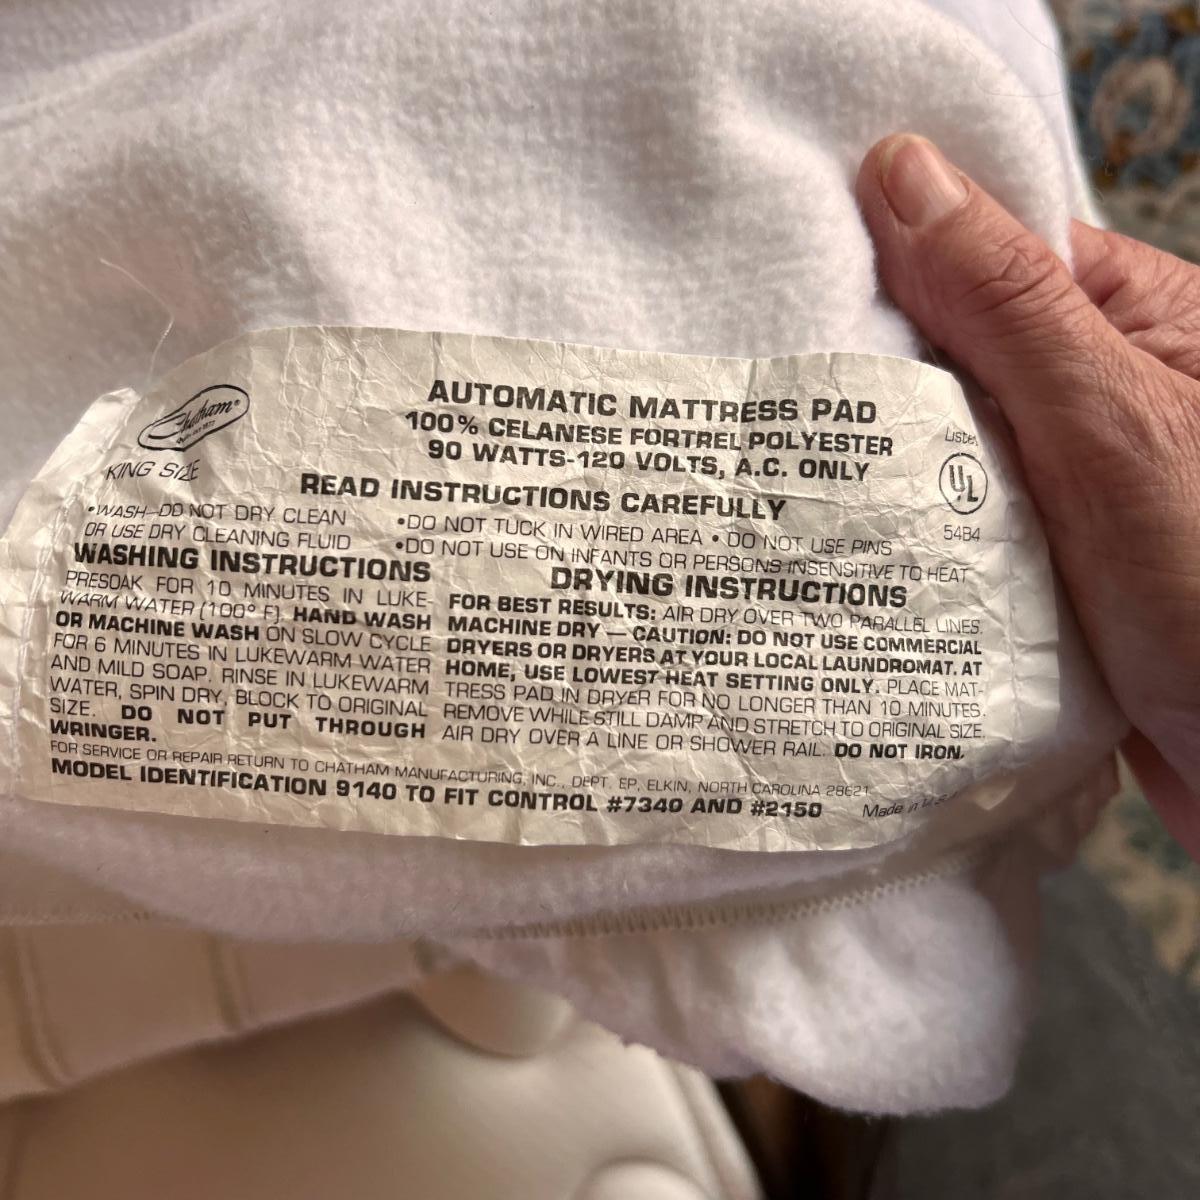 Chatham®
KING SIZE
AUTOMATIC MATTRESS PAD
100% CELANESE FORTREL POLYESTER
90 WATTS-120 VOLTS, A.C. ONLY
Listed
UL
54B4
READ INSTRUCTIONS CAREFULLY
•WASH—DO NOT DRY CLEAN
OR USE DRY CLEANING FLUID
•DO NOT TUCK IN WIRED AREA • DO NOT USE PINS
•DO NOT USE ON INFANTS OR PERSONS INSENSITIVE TO HEAT
WASHING INSTRUCTIONS
PRESOAK FOR 10 MINUTES IN LUKE-
WARM WATER (100° F). HAND WASH
OR MACHINE WASH ON SLOW CYCLE
FOR 6 MINUTES IN LUKEWARM WATER
AND MILD SOAP. RINSE IN LUKEWARM
WATER, SPIN DRY, BLOCK TO ORIGINAL
SIZE. DO NOT PUT THROUGH
WRINGER.
DRYING INSTRUCTIONS
FOR BEST RESULTS: AIR DRY OVER TWO PARALLEL LINES.
MACHINE DRY — CAUTION: DO NOT USE COMMERCIAL
DRYERS OR DRYERS AT YOUR LOCAL LAUNDROMAT. AT
HOME, USE LOWEST HEAT SETTING ONLY. PLACE MAT-
TRESS PAD IN DRYER FOR NO LONGER THAN 10 MINUTES.
REMOVE WHILE STILL DAMP AND STRETCH TO ORIGINAL SIZE.
AIR DRY OVER A LINE OR SHOWER RAIL. DO NOT IRON.
FOR SERVICE OR REPAIR RETURN TO CHATHAM MANUFACTURING, INC., DEPT. EP, ELKIN, NORTH CAROLINA 28621
MODEL IDENTIFICATION 9140 TO FIT CONTROL #7340 AND #2150
Made in U.S.A.